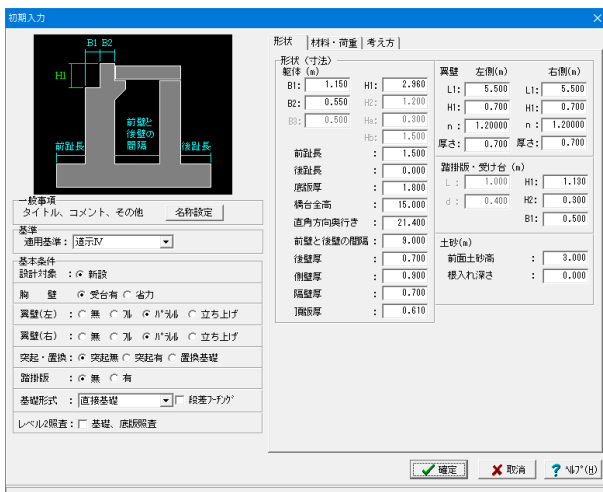 初期入力
B1 B2
H1
前壁と
後壁の
間隔
前趾長
後趾長
一般事項
タイトル、コメント、その他 名称設定
基準
適用基準： 道示Ⅳ
基本条件
設計対象 ： 新設
胸 壁 受台有 省力
翼壁(左) ： 無 ﾌﾙ ﾊﾟﾗﾚﾙ 立ち上げ
翼壁(右) ： 無 ﾌﾙ ﾊﾟﾗﾚﾙ 立ち上げ
突起・置換： 突起無 突起有 置換基礎
踏掛版 ： 無 有
基礎形式 ： 直接基礎 段差ﾌｰﾁﾝｸﾞ
レベル2照査： 基礎、底版照査
形状 材料・荷重 考え方
形状（寸法）
躯体 (m)
B1: 1.150 H1: 2.960
B2: 0.550 H2: 1.200
B3: 0.500 Ha: 0.300
Hb: 1.500
前趾長 : 1.500
後趾長 : 0.000
底版厚 : 1.800
橋台全高 : 15.000
直角方向奥行き : 21.400
前壁と後壁の間隔 : 9.000
後壁厚 : 0.700
側壁厚 : 0.900
隔壁厚 : 0.700
頂版厚 : 0.610
翼壁 左側(m) 右側(m)
L1: 5.500 L1: 5.500
H1: 0.700 H1: 0.700
n : 1.20000 n : 1.20000
厚さ: 0.700 厚さ: 0.700
踏掛版・受け台 (m)
L : 1.000 H1: 1.130
d : 0.400 H2: 0.300
B1: 0.500
土砂(m)
前面土砂高 : 3.000
根入れ深さ : 0.000
確定 取消 ? ﾍﾙﾌﾟ(H)